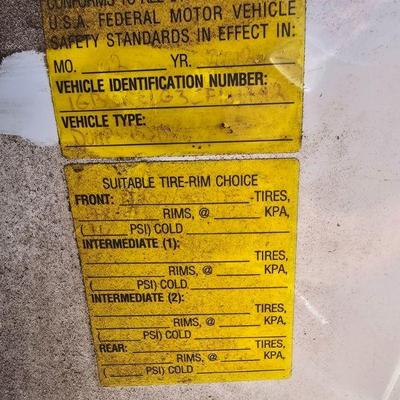 CONFORMS TO ALL
U.S.A. FEDERAL MOTOR VEHICLE
SAFETY STANDARDS IN EFFECT IN:
MO. YR.
VEHICLE IDENTIFICATION NUMBER:
VEHICLE TYPE:
SUITABLE TIRE-RIM CHOICE
FRONT: TIRES,
RIMS, @ KPA,
( PSI) COLD
INTERMEDIATE (1):
TIRES,
RIMS, @ KPA,
( PSI) COLD
INTERMEDIATE (2):
TIRES,
RIMS, @ KPA,
( PSI) COLD
REAR: TIRES,
RIMS, @ KPA,
( PSI) COLD